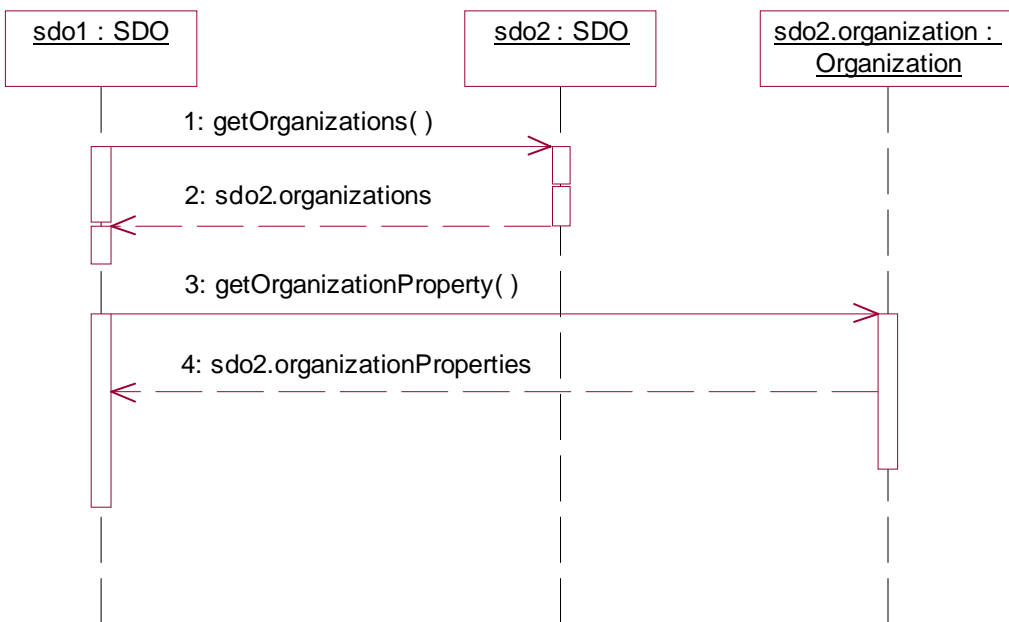 sdo1 : SDO
sdo2 : SDO
sdo2.organization :
Organization
1: getOrganizations( )
2: sdo2.organizations
3: getOrganizationProperty( )
4: sdo2.organizationProperties